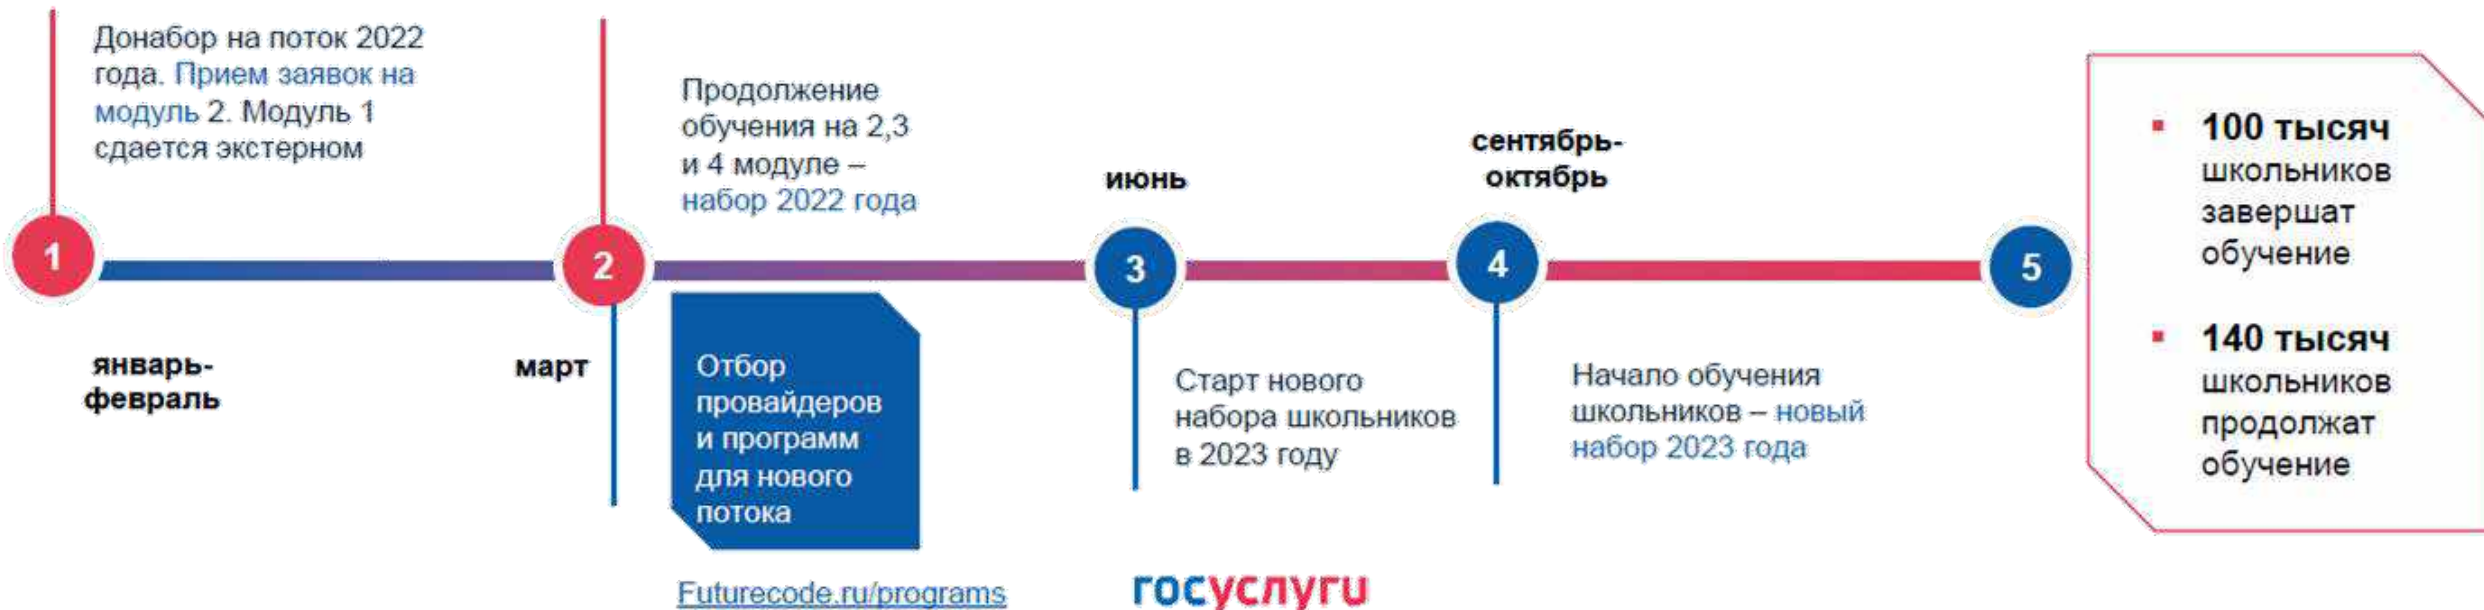 Донабор на поток 2022
года. Прием заявок на
модуль 2. Модуль 1
сдается экстерном
1
январь-
февраль
2
март
Продолжение
обучения на 2,3
и 4 модуле –
набор 2022 года
Отбор
провайдеров
и программ
для нового
потока
Futurecode.ru/programs
июнь
3
Старт нового
набора школьников
в 2023 году
госуслуги
сентябрь-
октябрь
4
Начало обучения
школьников – новый
набор 2023 года
5
100 тысяч
школьников
завершат
обучение
140 тысяч
школьников
продолжат
обучение